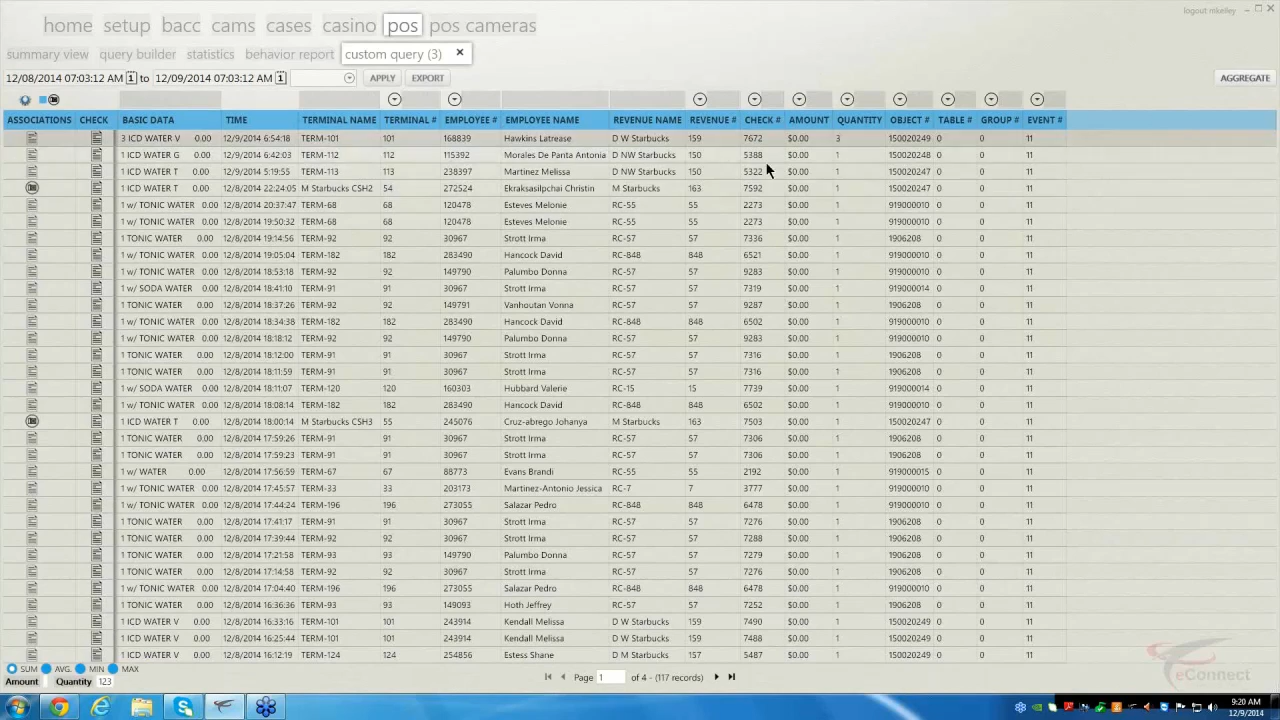 logout mkelley
home setup bacc cams cases casino pos pos cameras
summary view query builder statistics behavior report custom query (3)
12/08/2014 07:03:12 AM to 12/09/2014 07:03:12 AM APPLY EXPORT AGGREGATE
ASSOCIATIONS CHECK BASIC DATA TIME TERMINAL NAME TERMINAL # EMPLOYEE # EMPLOYEE NAME REVENUE NAME REVENUE # CHECK # AMOUNT QUANTITY OBJECT # TABLE # GROUP # EVENT #
3 ICD WATER V 0.00 12/9/2014 6:54:18 TERM-101 101 168839 Hawkins Latrease D W Starbucks 159 7672 $0.00 3 150020249 0 0 11
1 ICD WATER G 0.00 12/9/2014 6:42:03 TERM-112 112 115392 Morales De Panta Antonia D NW Starbucks 150 5388 $0.00 1 150020248 0 0 11
1 ICD WATER T 0.00 12/9/2014 5:19:55 TERM-113 113 238397 Martinez Melissa D NW Starbucks 150 5322 $0.00 1 150020247 0 0 11
1 ICD WATER T 0.00 12/8/2014 22:24:05 M Starbucks CSH2 54 272524 Ekraksasilpchai Christin M Starbucks 163 7592 $0.00 1 150020247 0 0 11
1 w/ TONIC WATER 0.00 12/8/2014 20:37:47 TERM-68 68 120478 Esteves Melonie RC-55 55 2273 $0.00 1 919000010 0 0 11
1 w/ TONIC WATER 0.00 12/8/2014 19:50:32 TERM-68 68 120478 Esteves Melonie RC-55 55 2273 $0.00 1 919000010 0 0 11
1 TONIC WATER 0.00 12/8/2014 19:14:56 TERM-92 92 30967 Strott Irma RC-57 57 7336 $0.00 1 1906208 0 0 11
1 w/ TONIC WATER 0.00 12/8/2014 19:05:04 TERM-182 182 283490 Hancock David RC-848 848 6521 $0.00 1 919000010 0 0 11
1 w/ TONIC WATER 0.00 12/8/2014 18:53:18 TERM-92 92 149790 Palumbo Donna RC-57 57 9283 $0.00 1 919000010 0 0 11
1 w/ SODA WATER 0.00 12/8/2014 18:41:10 TERM-91 91 30967 Strott Irma RC-57 57 7319 $0.00 1 919000014 0 0 11
1 TONIC WATER 0.00 12/8/2014 18:37:26 TERM-92 92 149791 Vanhoutan Vonna RC-57 57 9287 $0.00 1 1906208 0 0 11
1 w/ TONIC WATER 0.00 12/8/2014 18:34:38 TERM-182 182 283490 Hancock David RC-848 848 6502 $0.00 1 919000010 0 0 11
1 w/ TONIC WATER 0.00 12/8/2014 18:18:12 TERM-92 92 149790 Palumbo Donna RC-57 57 9283 $0.00 1 919000010 0 0 11
1 TONIC WATER 0.00 12/8/2014 18:12:00 TERM-91 91 30967 Strott Irma RC-57 57 7316 $0.00 1 1906208 0 0 11
1 TONIC WATER 0.00 12/8/2014 18:11:59 TERM-91 91 30967 Strott Irma RC-57 57 7316 $0.00 1 1906208 0 0 11
1 w/ SODA WATER 0.00 12/8/2014 18:11:07 TERM-120 120 160303 Hubbard Valerie RC-15 15 7739 $0.00 1 919000014 0 0 11
1 w/ TONIC WATER 0.00 12/8/2014 18:08:14 TERM-182 182 283490 Hancock David RC-848 848 6502 $0.00 1 919000010 0 0 11
1 ICD WATER T 0.00 12/8/2014 18:00:14 M Starbucks CSH3 55 245076 Cruz-abrego Johanya M Starbucks 163 7503 $0.00 1 150020247 0 0 11
1 TONIC WATER 0.00 12/8/2014 17:59:26 TERM-91 91 30967 Strott Irma RC-57 57 7306 $0.00 1 1906208 0 0 11
1 TONIC WATER 0.00 12/8/2014 17:59:23 TERM-91 91 30967 Strott Irma RC-57 57 7306 $0.00 1 1906208 0 0 11
1 w/ WATER 0.00 12/8/2014 17:56:59 TERM-67 67 88773 Evans Brandi RC-55 55 2192 $0.00 1 919000015 0 0 11
1 w/ TONIC WATER 0.00 12/8/2014 17:45:57 TERM-33 33 203173 Martinez-Antonio Jessica RC-7 7 3777 $0.00 1 919000010 0 0 11
1 w/ TONIC WATER 0.00 12/8/2014 17:44:24 TERM-196 196 273055 Salazar Pedro RC-848 848 6478 $0.00 1 919000010 0 0 11
1 TONIC WATER 0.00 12/8/2014 17:41:17 TERM-91 91 30967 Strott Irma RC-57 57 7276 $0.00 1 1906208 0 0 11
1 TONIC WATER 0.00 12/8/2014 17:39:44 TERM-92 92 30967 Strott Irma RC-57 57 7288 $0.00 1 1906208 0 0 11
1 TONIC WATER 0.00 12/8/2014 17:21:58 TERM-93 93 149790 Palumbo Donna RC-57 57 7279 $0.00 1 1906208 0 0 11
1 TONIC WATER 0.00 12/8/2014 17:14:58 TERM-92 92 30967 Strott Irma RC-57 57 7276 $0.00 1 1906208 0 0 11
1 w/ TONIC WATER 0.00 12/8/2014 17:04:40 TERM-196 196 273055 Salazar Pedro RC-848 848 6478 $0.00 1 919000010 0 0 11
1 TONIC WATER 0.00 12/8/2014 16:36:36 TERM-93 93 149093 Hoth Jeffrey RC-57 57 7252 $0.00 1 1906208 0 0 11
1 ICD WATER V 0.00 12/8/2014 16:33:16 TERM-101 101 243914 Kendall Melissa D W Starbucks 159 7490 $0.00 1 150020249 0 0 11
1 ICD WATER V 0.00 12/8/2014 16:25:44 TERM-101 101 243914 Kendall Melissa D W Starbucks 159 7488 $0.00 1 150020249 0 0 11
1 ICD WATER V 0.00 12/8/2014 16:12:19 TERM-124 124 254856 Estess Shane D M Starbucks 157 5487 $0.00 1 150020249 0 0 11
SUM AVG. MIN MAX
Amount Quantity 123
Page 1 of 4 - (117 records)
eConnect
9:20 AM
12/9/2014